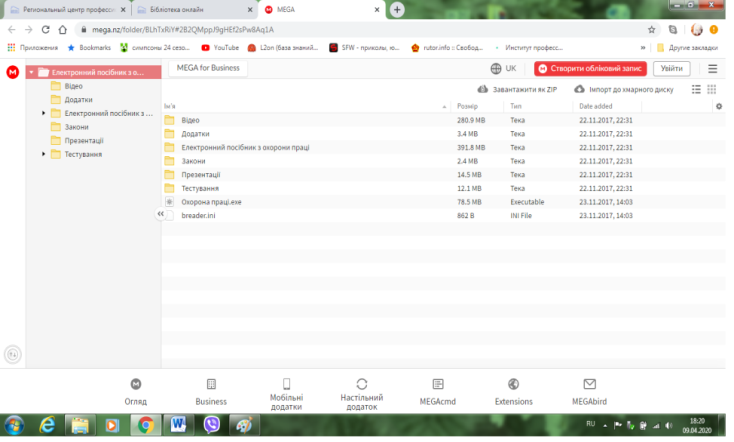 Региональный центр професси
Бібліотека онлайн
MEGA
mega.nz/folder/BLhTxRiY#2B2QMppJ9gHEf2sPw8Aq1A
Приложения
Bookmarks
симпсоны 24 сезо...
YouTube
L2on (база знаний...
SFW - приколы, ю...
rutor.info :: Свобод...
Институт професс...
»
Другие закладки
Електронний посібник з о...
MEGA for Business
UK
Створити обліковий запис
Увійти
Відео
Додатки
Електронний посібник з ...
Закони
Презентації
Тестування
Завантажити як ZIP
Імпорт до хмарного диску
Ім'я Розмір Тип Date added
Відео 280.9 MB Тека 22.11.2017, 22:31
Додатки 3.4 MB Тека 22.11.2017, 22:31
Електронний посібник з охорони праці 391.8 MB Тека 22.11.2017, 22:31
Закони 2.4 MB Тека 22.11.2017, 22:31
Презентації 14.5 MB Тека 22.11.2017, 22:31
Тестування 12.1 MB Тека 22.11.2017, 22:31
Охорона праці.exe 78.5 MB Executable 23.11.2017, 14:03
breader.ini 862 B INI File 23.11.2017, 14:03
Огляд
Business
Мобільні додатки
Настільний додаток
MEGAcmd
Extensions
MEGAbird
RU
18:20
09.04.2020